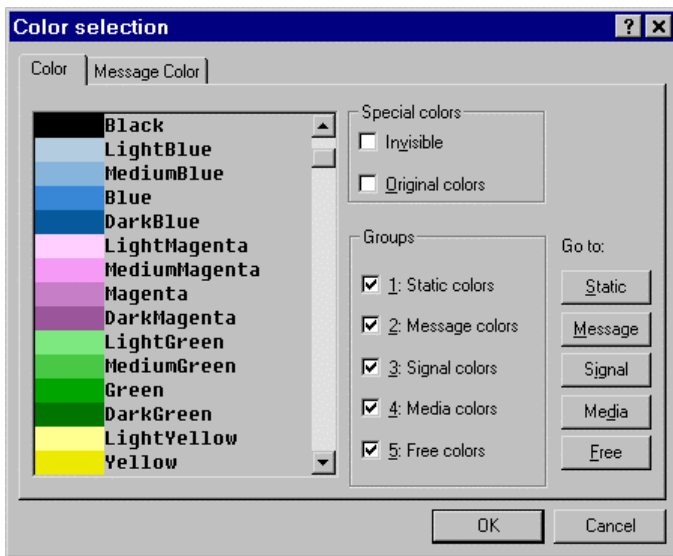 Color selection
Color
Message Color
Black
LightBlue
MediumBlue
Blue
DarkBlue
LightMagenta
MediumMagenta
Magenta
DarkMagenta
LightGreen
MediumGreen
Green
DarkGreen
LightYellow
Yellow
Special colors
Invisible
Original colors
Groups
1: Static colors
2: Message colors
3: Signal colors
4: Media colors
5: Free colors
Go to:
Static
Message
Signal
Media
Free
OK
Cancel